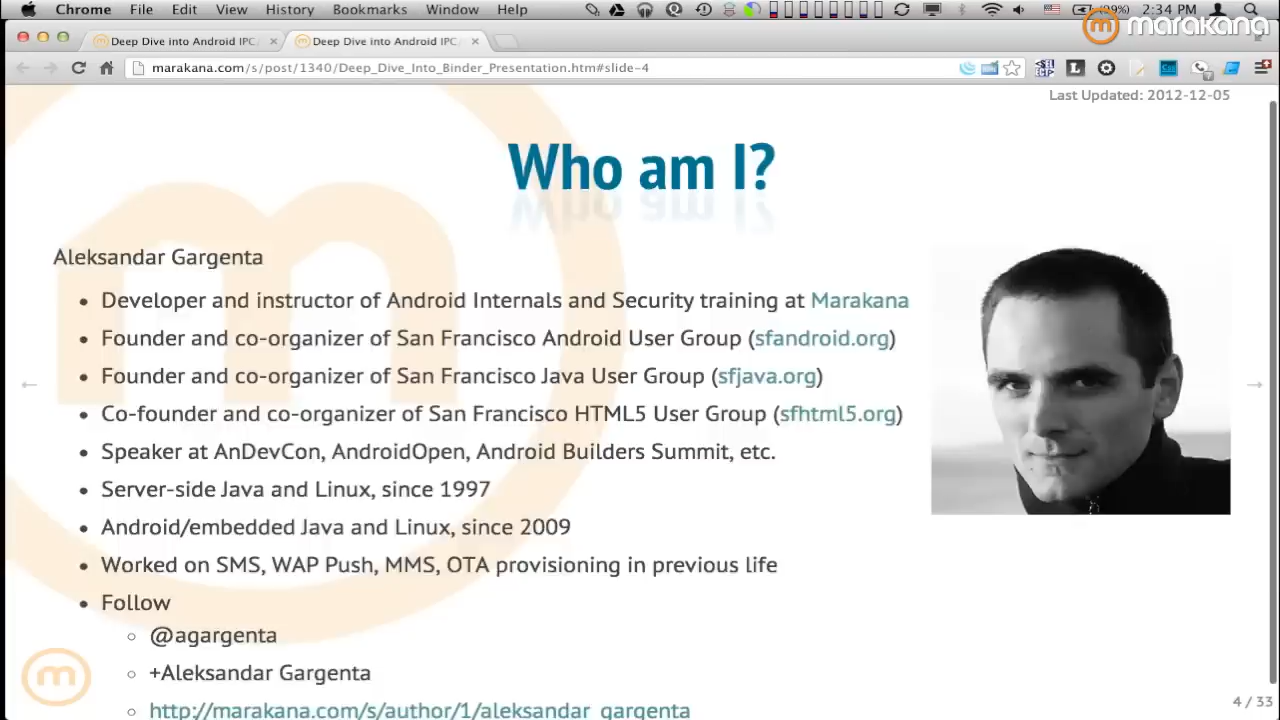 Chrome File Edit View History Bookmarks Window Help (99%) 2:34 PM
marakana
Deep Dive into Android IPC Deep Dive into Android IPC
marakana.com/s/post/1340/Deep_Dive_Into_Binder_Presentation.htm#slide-4
Last Updated: 2012-12-05
Who am I?
Aleksandar Gargenta
• Developer and instructor of Android Internals and Security training at Marakana
• Founder and co-organizer of San Francisco Android User Group (sfandroid.org)
• Founder and co-organizer of San Francisco Java User Group (sfjava.org)
• Co-founder and co-organizer of San Francisco HTML5 User Group (sfhtml5.org)
• Speaker at AnDevCon, AndroidOpen, Android Builders Summit, etc.
• Server-side Java and Linux, since 1997
• Android/embedded Java and Linux, since 2009
• Worked on SMS, WAP Push, MMS, OTA provisioning in previous life
• Follow
◦ @agargenta
◦ +Aleksandar Gargenta
◦ http://marakana.com/s/author/1/aleksandar_gargenta
4 / 33